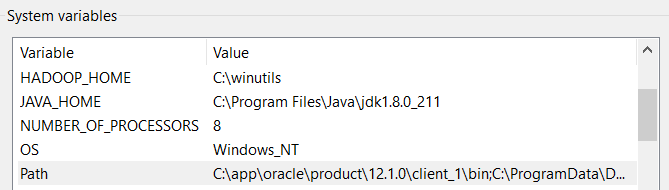 System variables
Variable Value
HADOOP_HOME C:\winutils
JAVA_HOME C:\Program Files\Java\jdk1.8.0_211
NUMBER_OF_PROCESSORS 8
OS Windows_NT
Path C:\app\oracle\product\12.1.0\client_1\bin;C:\ProgramData\D...